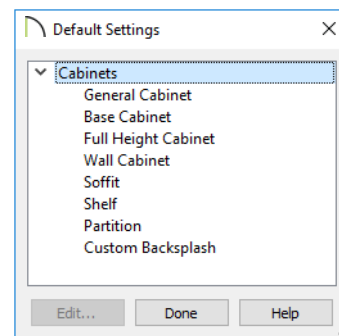 Default Settings
Cabinets
General Cabinet
Base Cabinet
Full Height Cabinet
Wall Cabinet
Soffit
Shelf
Partition
Custom Backsplash
Edit... Done Help